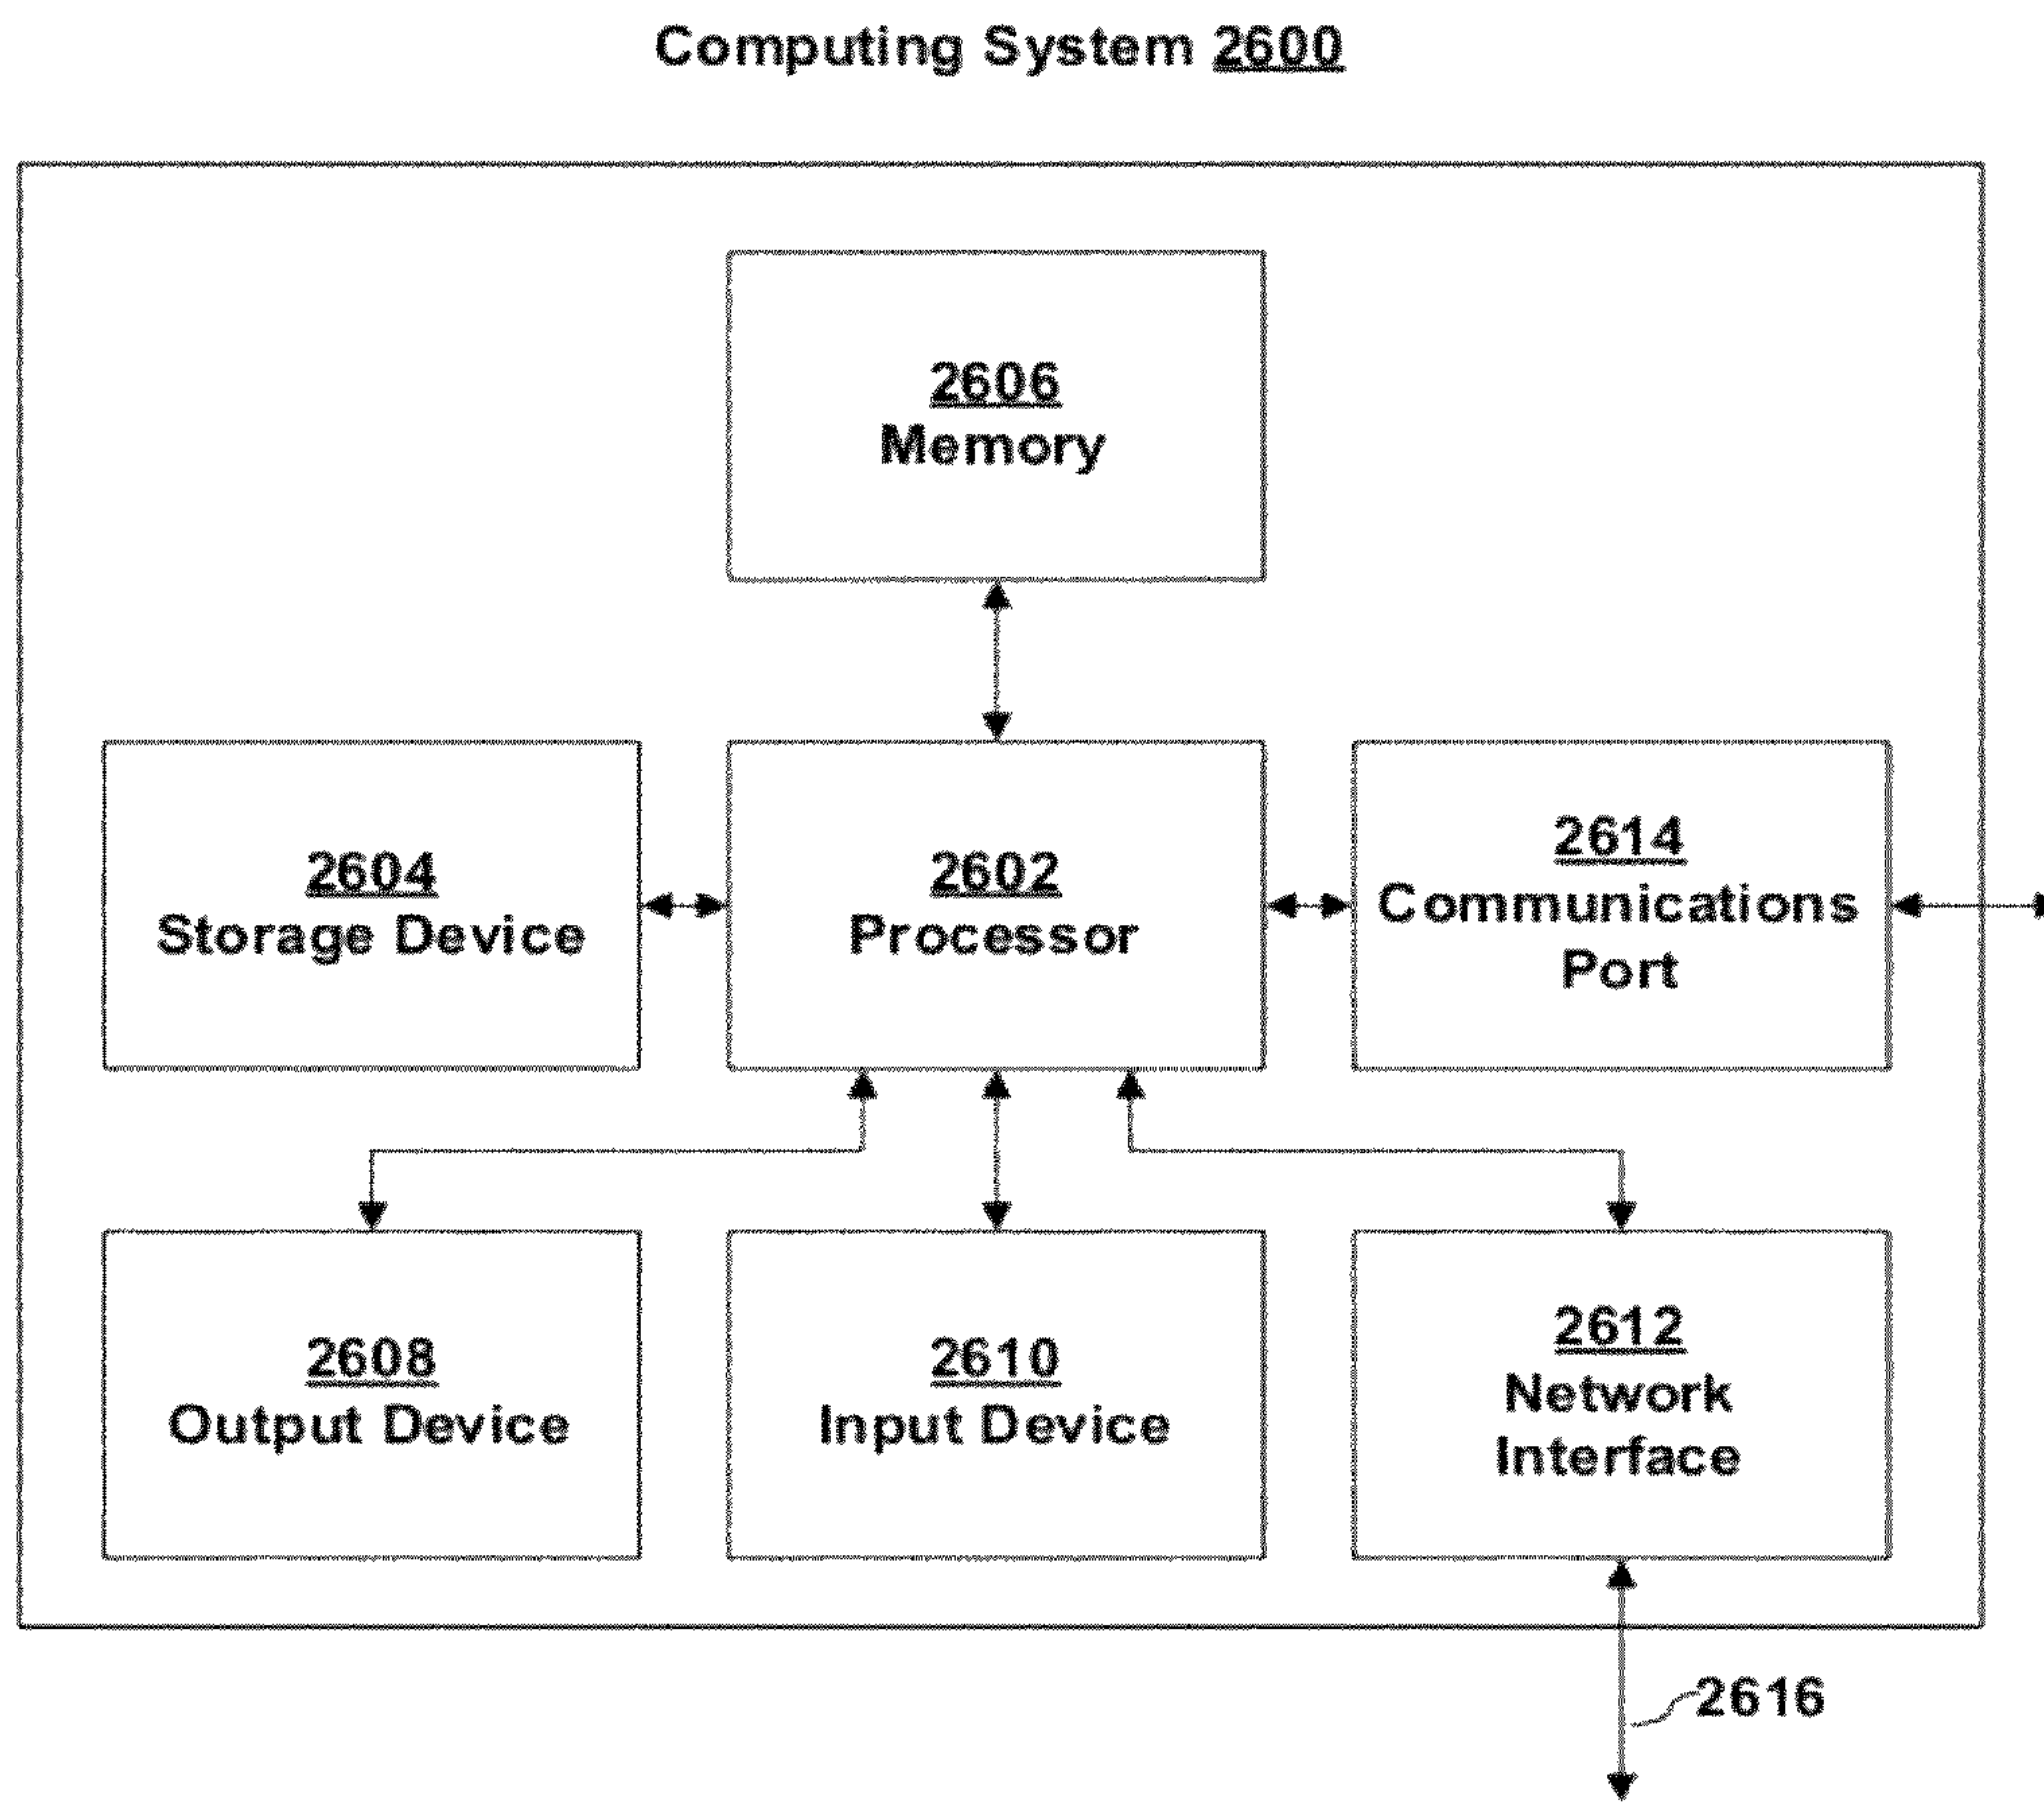 Computing System 2600
2606
Memory
2604
Storage Device
2602
Processor
2614
Communications
Port
2608
Output Device
2610
Input Device
2612
Network
Interface
2616